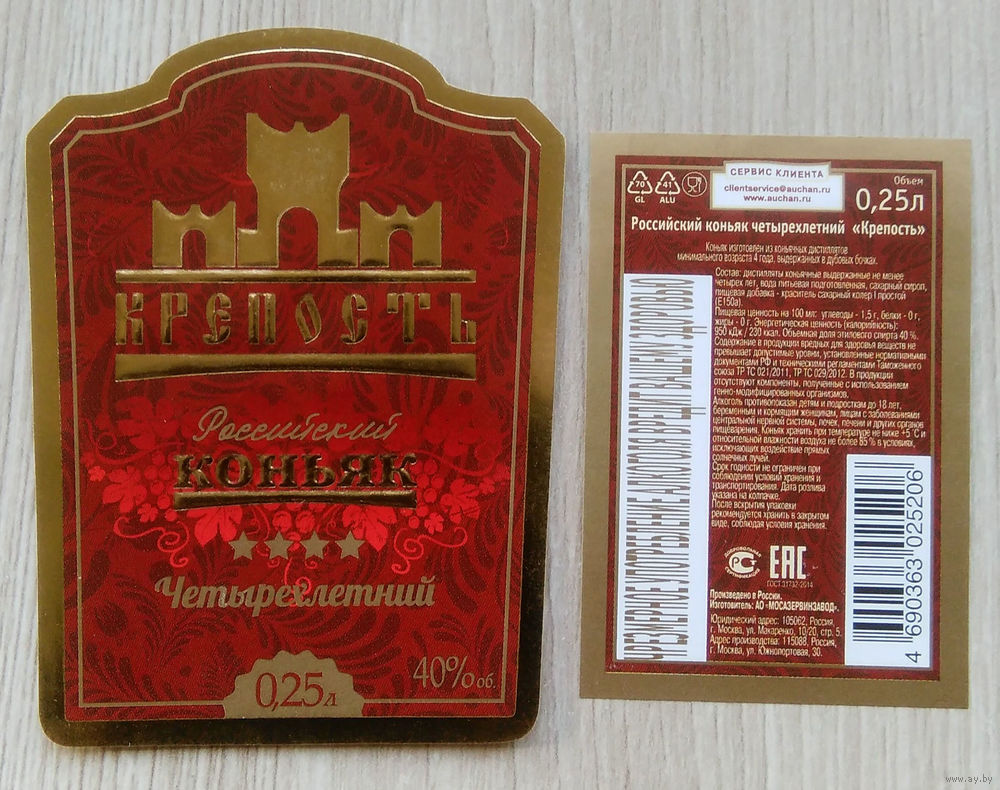 КРЕПОСТЬ
Российский
КОНЬЯК
Четырехлетний
0,25л
40% об.
СЕРВИС КЛИЕНТА
clientservice@auchan.ru
www.auchan.ru
70
GL
41
ALU
Объем
0,25л
Российский коньяк четырехлетний «Крепость»
Коньяк изготовлен из коньячных дистиллятов
минимального возраста 4 года, выдержанных в дубовых бочках.
ЧРЕЗМЕРНОЕ УПОТРЕБЛЕНИЕ АЛКОГОЛЯ ВРЕДИТ ВАШЕМУ ЗДОРОВЬЮ
Состав: дистилляты коньячные выдержанные не менее
четырех лет, вода питьевая подготовленная, сахарный сироп,
пищевая добавка - краситель сахарный колер I простой
(Е150а).
Пищевая ценность на 100 мл: углеводы - 1,5 г, белки - 0 г,
жиры - 0 г. Энергетическая ценность (калорийность):
950 кДж / 230 ккал. Объемная доля этилового спирта 40 %.
Содержание в продукции вредных для здоровья веществ не
превышает допустимые уровни, установленные нормативными
документами РФ и техническими регламентами Таможенного
союза ТР ТС 021/2011, ТР ТС 029/2012. В продукции
отсутствуют компоненты, полученные с использованием
генно-модифицированных организмов.
Алкоголь противопоказан детям и подросткам до 18 лет,
беременным и кормящим женщинам, лицам с заболеваниями
центральной нервной системы, почек, печени и других органов
пищеварения. Коньяк хранить при температуре не ниже +5 °С и
относительной влажности воздуха не более 85 % в условиях,
исключающих воздействие прямых
солнечных лучей.
Срок годности не ограничен при
соблюдении условий хранения и
транспортирования. Дата розлива
указана на колпачке.
После вскрытия упаковки
рекомендуется хранить в закрытом
виде, соблюдая условия хранения.
ДОБРОВОЛЬНАЯ
СЕРТИФИКАЦИЯ
EAC
ГОСТ 31732-2014
Произведено в России.
Изготовитель: АО «МОСАЗЕРВИНЗАВОД».
Юридический адрес: 105062, Россия,
г. Москва, ул. Макаренко, 10/20, стр. 5.
Адрес производства: 115088, Россия,
г. Москва, ул. Южнопортовая, 30.
4 690363 025206
www.ay.by